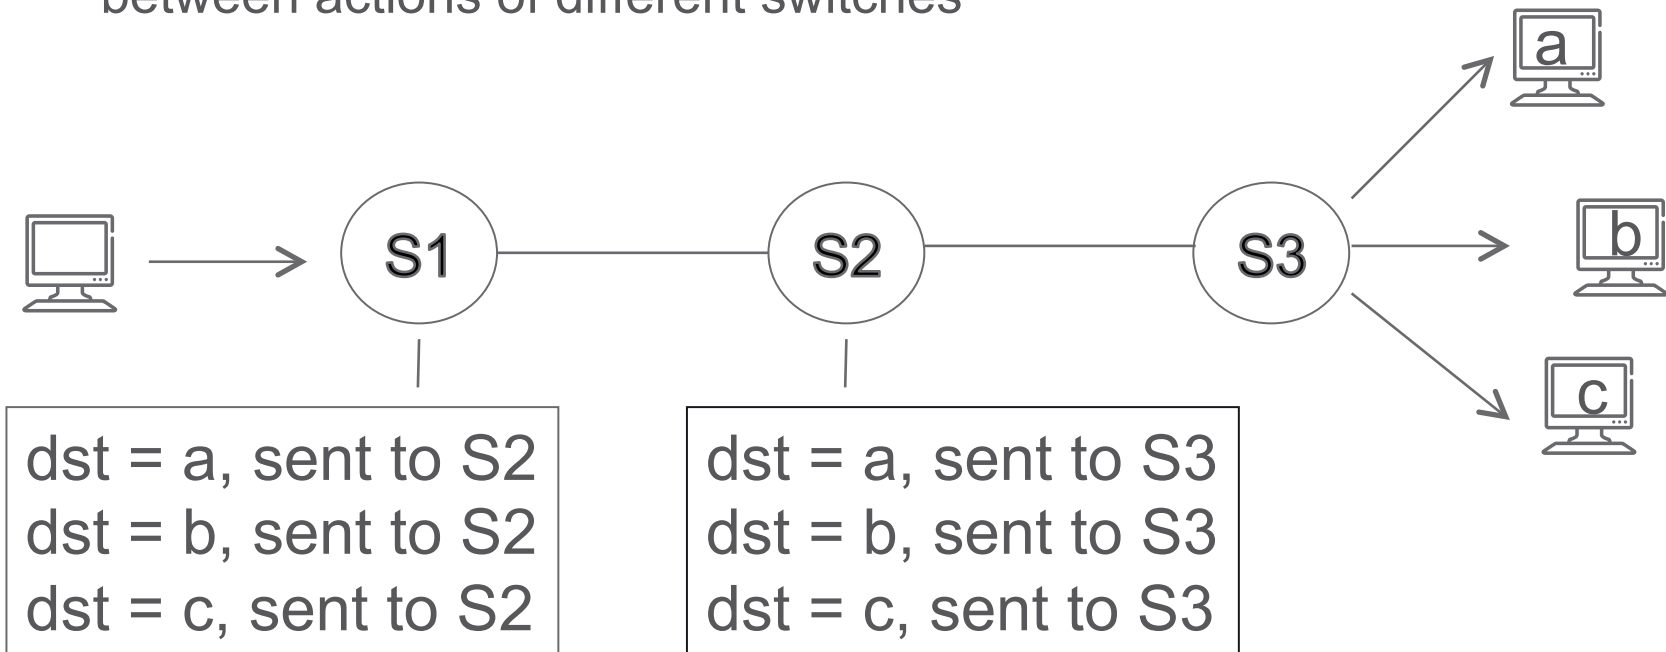 between actions of different switches
a
S1
S2
S3
b
c
dst = a, sent to S2
dst = b, sent to S2
dst = c, sent to S2
dst = a, sent to S3
dst = b, sent to S3
dst = c, sent to S3